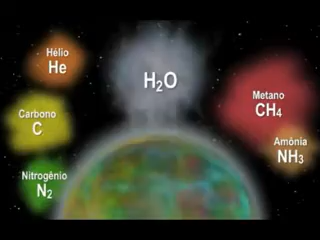 Hélio
He
H₂O
Metano
CH₄
Carbono
C
Amônia
NH₃
Nitrogênio
N₂